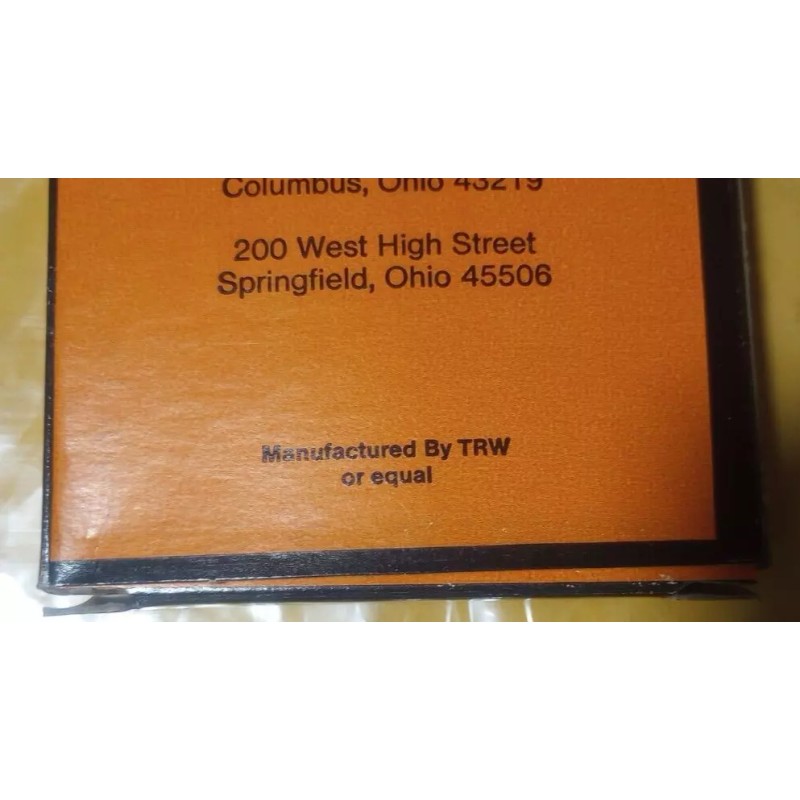 Columbus, Ohio 43219
200 West High Street
Springfield, Ohio 45506
Manufactured By TRW
or equal